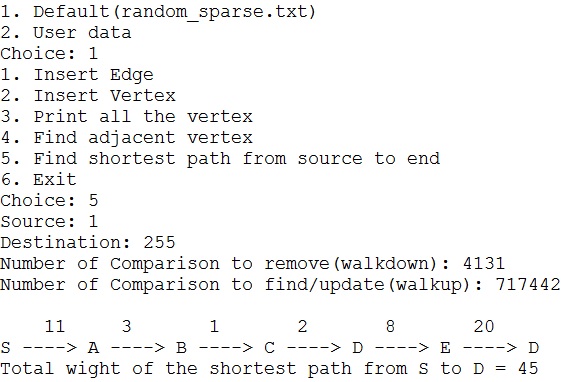 1. Default(random_sparse.txt)
2. User data
Choice: 1
1. Insert Edge
2. Insert Vertex
3. Print all the vertex
4. Find adjacent vertex
5. Find shortest path from source to end
6. Exit
Choice: 5
Source: 1
Destination: 255
Number of Comparison to remove(walkdown): 4131
Number of Comparison to find/update(walkup): 717442
11 3 1 2 8 20
S ----> A ----> B ----> C ----> D ----> E ----> D
Total wight of the shortest path from S to D = 45